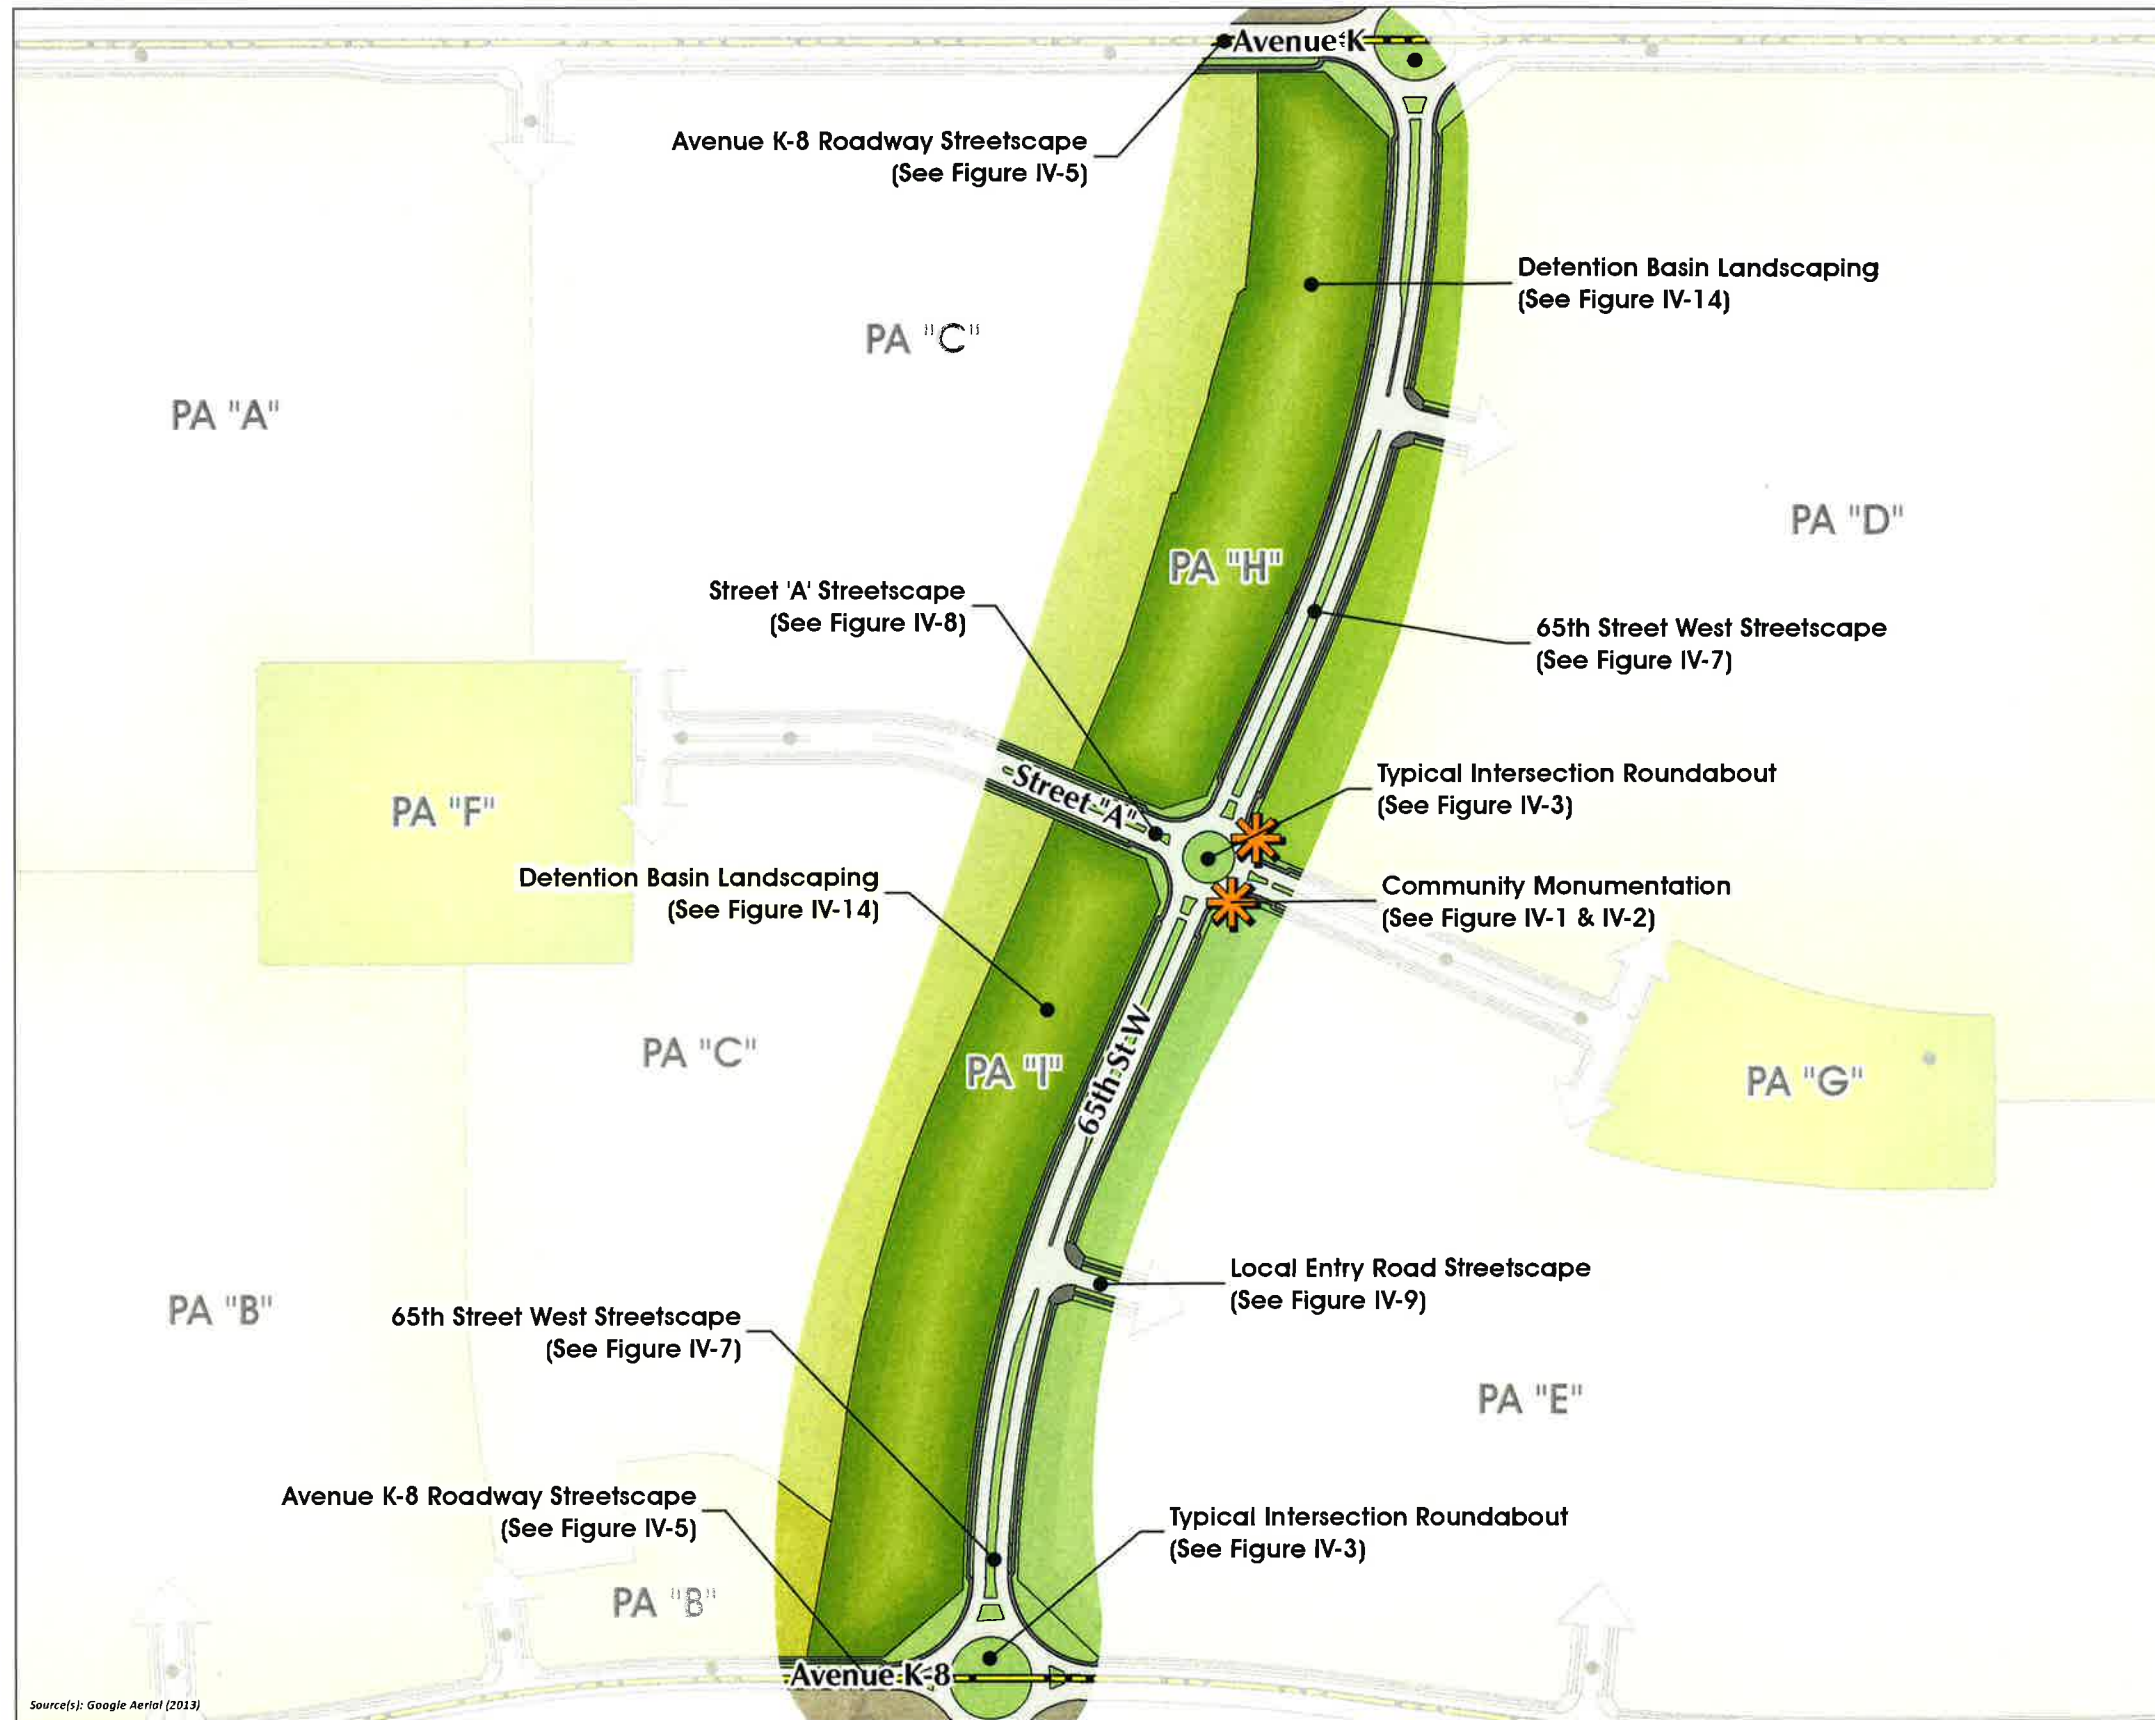 Avenue K
Avenue K-8 Roadway Streetscape
(See Figure IV-5)
Detention Basin Landscaping
(See Figure IV-14)
PA "C"
PA "A"
PA "D"
PA "H"
Street 'A' Streetscape
(See Figure IV-8)
65th Street West Streetscape
(See Figure IV-7)
Typical Intersection Roundabout
(See Figure IV-3)
Street "A"
PA "F"
Detention Basin Landscaping
(See Figure IV-14)
Community Monumentation
(See Figure IV-1 & IV-2)
PA "C"
PA "I"
65th St W
PA "G"
Local Entry Road Streetscape
(See Figure IV-9)
PA "B"
65th Street West Streetscape
(See Figure IV-7)
PA "E"
Avenue K-8 Roadway Streetscape
(See Figure IV-5)
Typical Intersection Roundabout
(See Figure IV-3)
PA "B"
Avenue K-8
Source(s): Google Aerial (2013)